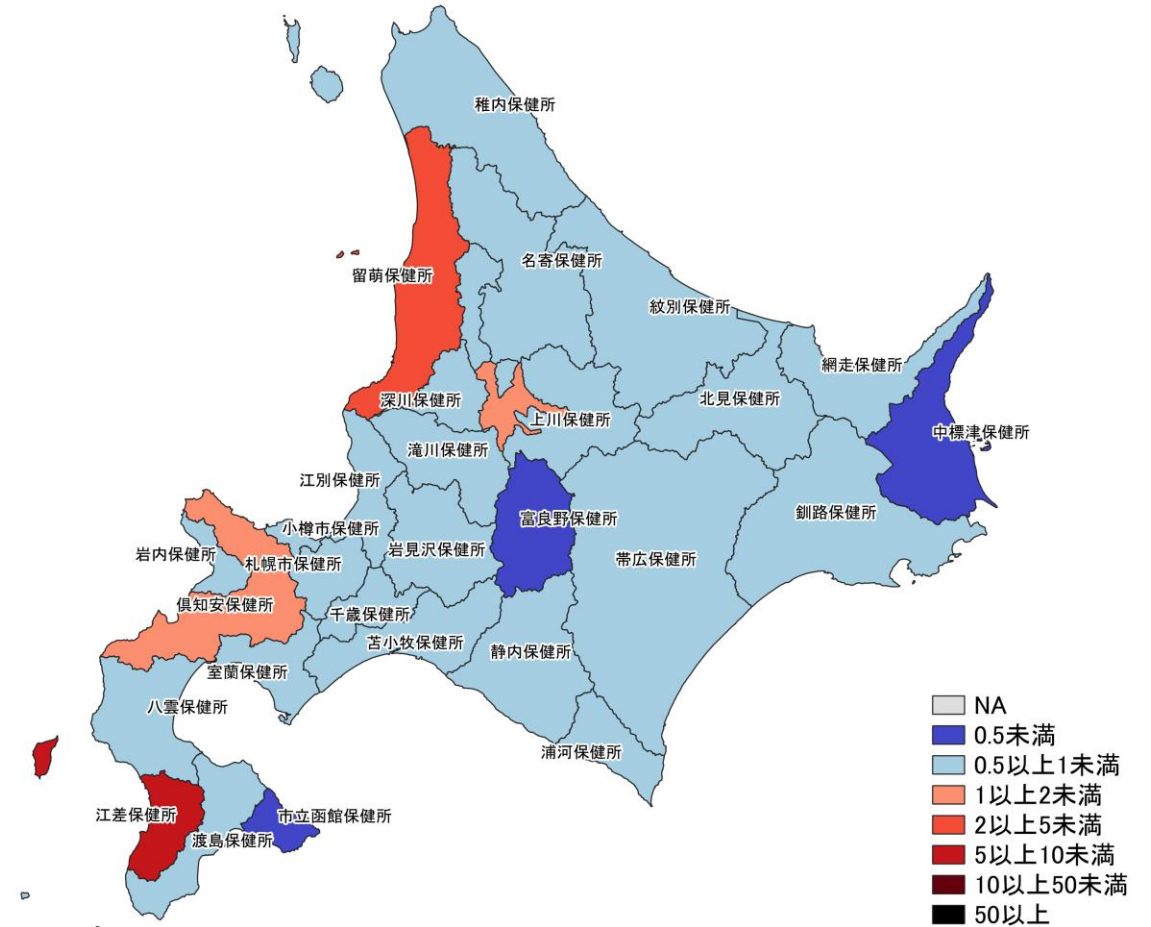 稚内保健所
名寄保健所
留萌保健所
紋別保健所
網走保健所
深川保健所
北見保健所
上川保健所
中標津保健所
滝川保健所
江別保健所
釧路保健所
富良野保健所
小樽市保健所
岩見沢保健所
岩内保健所
札幌市保健所
帯広保健所
倶知安保健所
千歳保健所
苫小牧保健所
静内保健所
室蘭保健所
八雲保健所
浦河保健所
江差保健所
市立函館保健所
渡島保健所
NA
0.5未満
0.5以上1未満
1以上2未満
2以上5未満
5以上10未満
10以上50未満
50以上